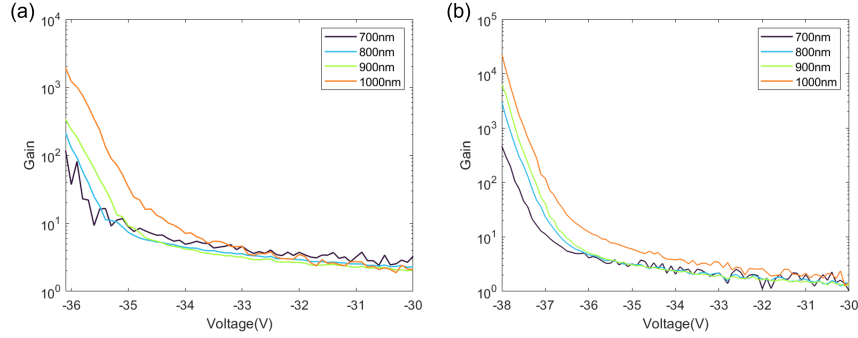 (a)
10^4
10^3
10^2
10^1
10^0
Gain
-36
-35
-34
-33
-32
-31
-30
Voltage(V)
700nm
800nm
900nm
1000nm
(b)
10^5
10^4
10^3
10^2
10^1
10^0
Gain
-38
-37
-36
-35
-34
-33
-32
-31
-30
Voltage(V)
700nm
800nm
900nm
1000nm